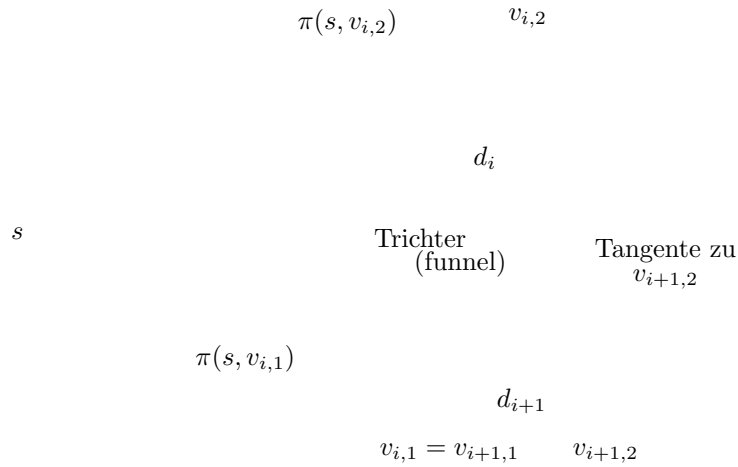 π(s, v_{i,2})
v_{i,2}
d_i
s
Trichter
(funnel)
Tangente zu
v_{i+1,2}
π(s, v_{i,1})
d_{i+1}
v_{i,1} = v_{i+1,1}
v_{i+1,2}